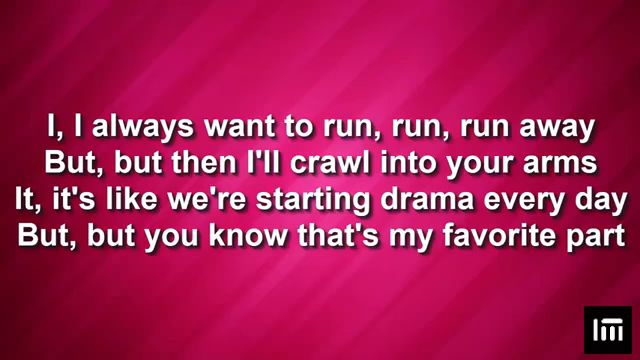 I, I always want to run, run, run away
But, but then I'll crawl into your arms
It, it's like we're starting drama every day
But, but you know that's my favorite part